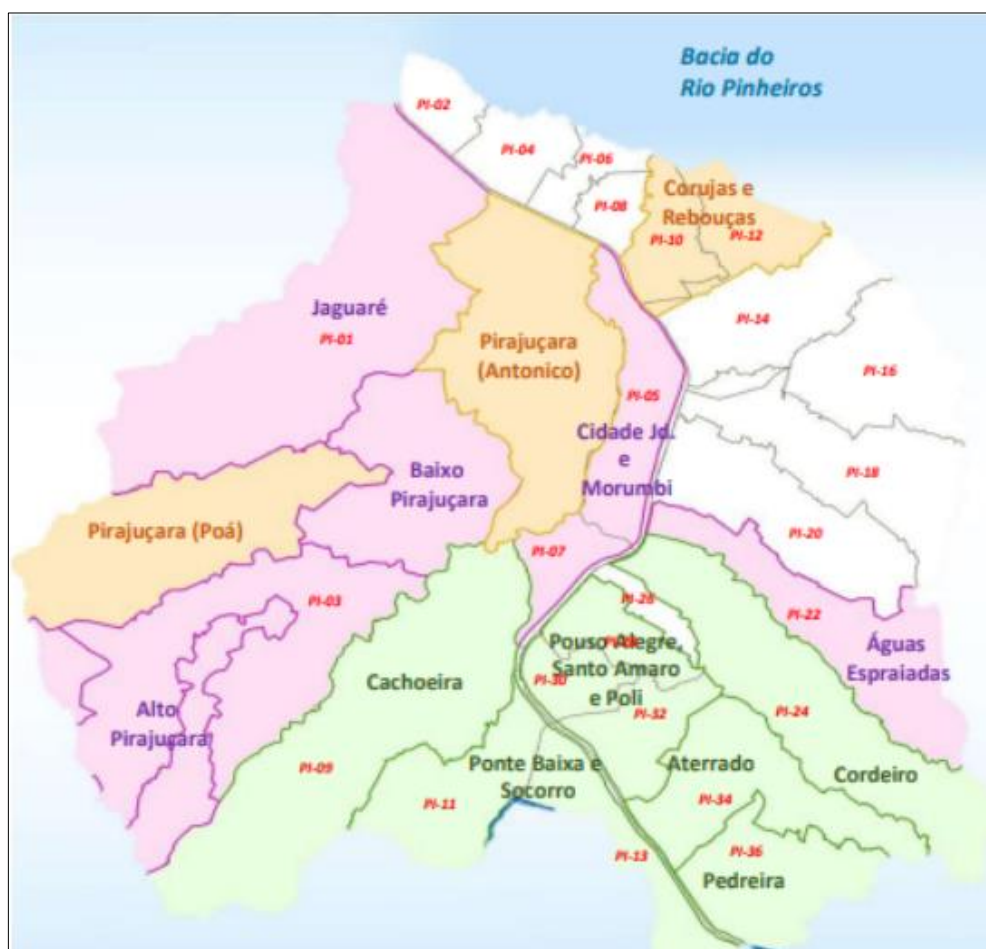 Bacia do
Rio Pinheiros
PI-02
PI-04
PI-06
PI-08
Corujas e
Rebouças
PI-10
PI-12
PI-14
PI-16
Jaguaré
PI-01
Pirajuçara
(Antonico)
PI-05
Cidade Jd.
e
Morumbi
PI-18
Baixo
Pirajuçara
Pirajuçara (Poá)
PI-20
PI-07
PI-03
PI-26
PI-22
Pouso Alegre,
Santo Amaro
e Poli
Águas
Espraiadas
Cachoeira
PI-30
PI-32
PI-24
Alto
Pirajuçara
PI-09
Ponte Baixa e
Socorro
Aterrado
Cordeiro
PI-11
PI-34
PI-13
PI-36
Pedreira